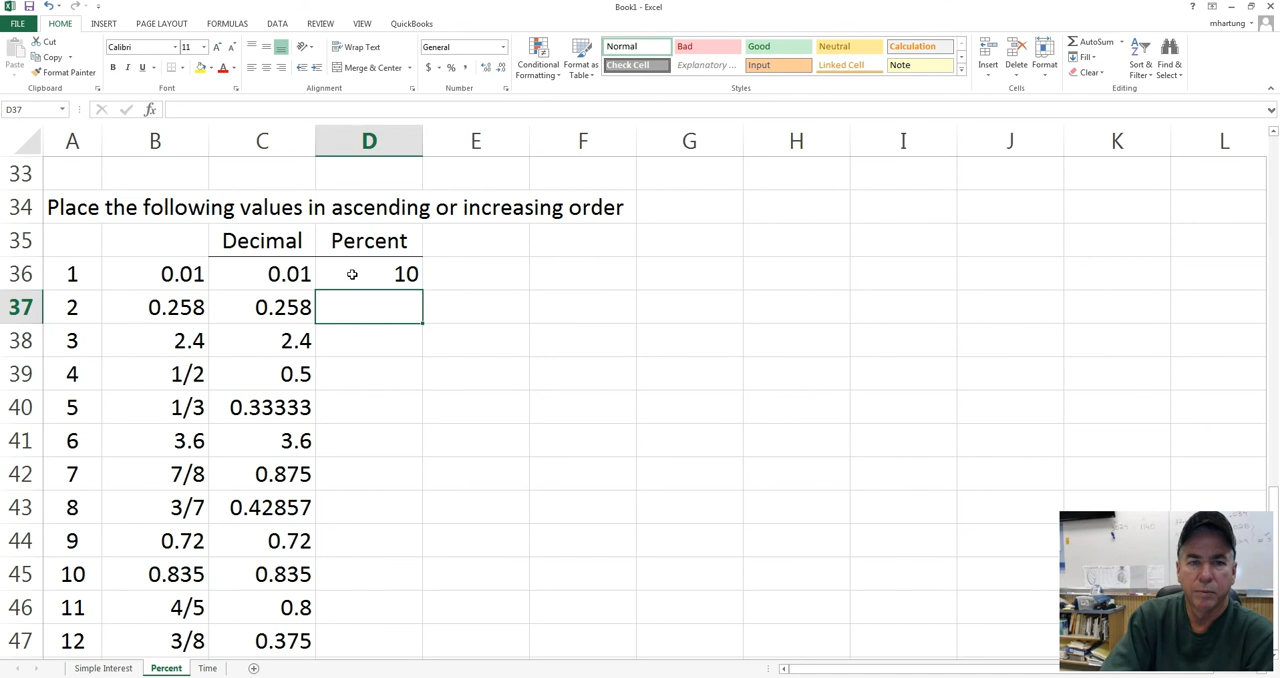 Book1 - Excel
FILE HOME INSERT PAGE LAYOUT FORMULAS DATA REVIEW VIEW QuickBooks mhartung
Paste Cut Copy Format Painter Clipboard
Calibri 11 B I U Font
Wrap Text Merge & Center Alignment
General $ % , Number
Conditional Formatting Format as Table
Normal Bad Good Neutral Calculation
Check Cell Explanatory ... Input Linked Cell Note
Styles
Insert Delete Format Cells
AutoSum Fill Clear Sort & Filter Find & Select Editing
D37 fx
A B C D E F G H I J K L
33
34 Place the following values in ascending or increasing order
35 Decimal Percent
36 1 0.01 0.01 10
37 2 0.258 0.258
38 3 2.4 2.4
39 4 1/2 0.5
40 5 1/3 0.33333
41 6 3.6 3.6
42 7 7/8 0.875
43 8 3/7 0.42857
44 9 0.72 0.72
45 10 0.835 0.835
46 11 4/5 0.8
47 12 3/8 0.375
Simple Interest Percent Time